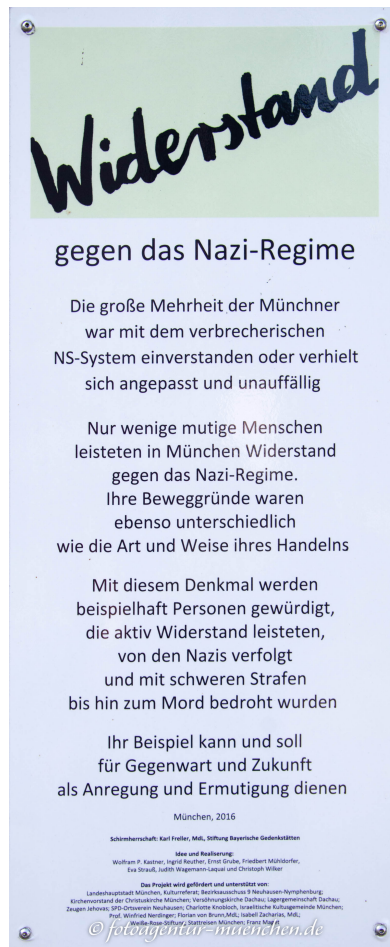 Widerstand
gegen das Nazi-Regime
Die große Mehrheit der Münchner
war mit dem verbrecherischen
NS-System einverstanden oder verhielt
sich angepasst und unauffällig
Nur wenige mutige Menschen
leisteten in München Widerstand
gegen das Nazi-Regime.
Ihre Beweggründe waren
ebenso unterschiedlich
wie die Art und Weise ihres Handelns
Mit diesem Denkmal werden
beispielhaft Personen gewürdigt,
die aktiv Widerstand leisteten,
von den Nazis verfolgt
und mit schweren Strafen
bis hin zum Mord bedroht wurden
Ihr Beispiel kann und soll
für Gegenwart und Zukunft
als Anregung und Ermutigung dienen
München, 2016
Schirmherrschaft: Karl Freller, MdL, Stiftung Bayerische Gedenkstätten
Idee und Realisierung:
Wolfram P. Kastner, Ingrid Reuther, Ernst Grube, Friedbert Mühldorfer,
Eva Strauß, Judith Wagemann-Laqual und Christoph Wilker
Das Projekt wird gefördert und unterstützt von:
Landeshauptstadt München, Kulturreferat; Bezirksausschuss 9 Neuhausen-Nymphenburg;
Kirchenvorstand der Christuskirche München; Versöhnungskirche Dachau; Lagergemeinschaft Dachau;
Zeugen Jehovas; SPD-Ortsverein Neuhausen; Charlotte Knobloch, Israelitische Kultusgemeinde München;
Prof. Winfried Nerdinger; Florian von Brunn, MdL; Isabell Zacharias, MdL;
Weiße-Rose-Stiftung; Stattreisen München; Franz
© fotoagentur-muenchen.de